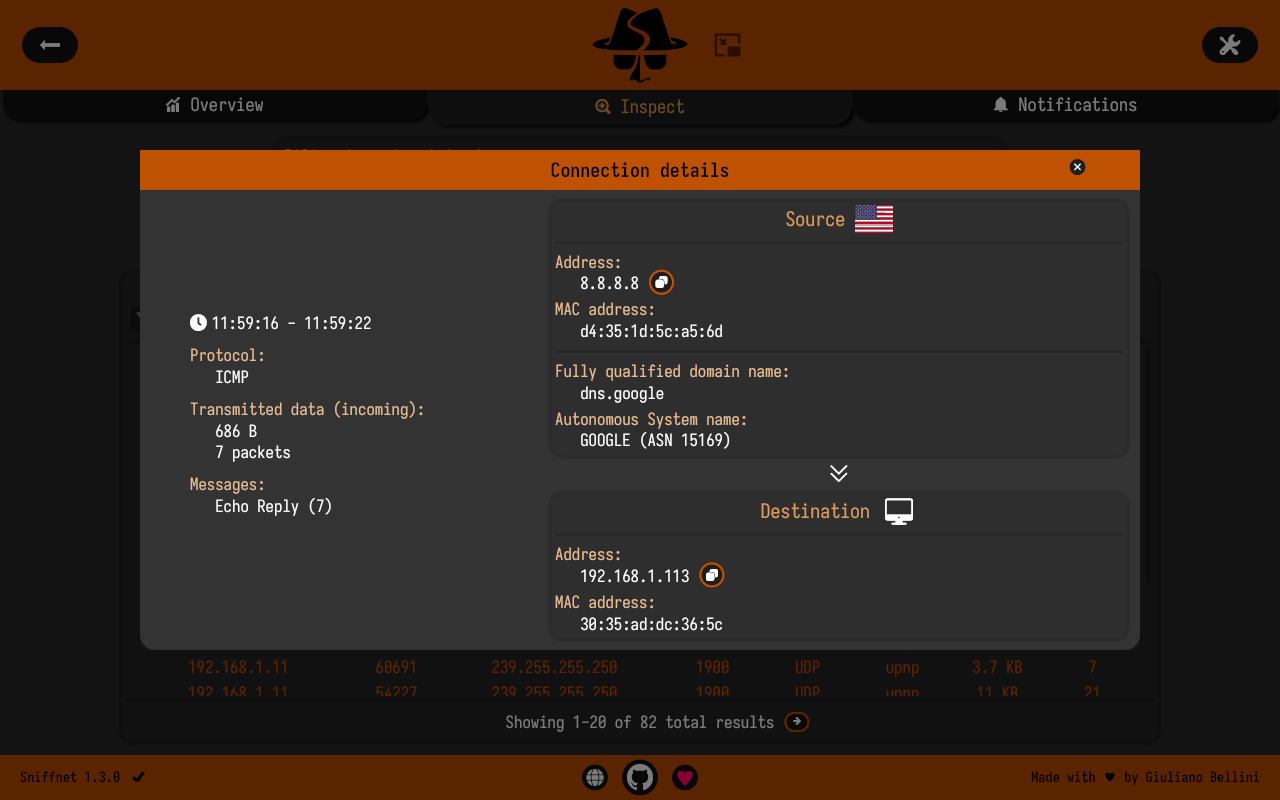 Overview
Inspect
Notifications
Connection details
11:59:16 - 11:59:22
Protocol:
ICMP
Transmitted data (incoming):
686 B
7 packets
Messages:
Echo Reply (7)
Source
Address:
8.8.8.8
MAC address:
d4:35:1d:5c:a5:6d
Fully qualified domain name:
dns.google
Autonomous System name:
GOOGLE (ASN 15169)
Destination
Address:
192.168.1.113
MAC address:
30:35:ad:dc:36:5c
192.168.1.11 60691 239.255.255.250 1900 UDP upnp 3.7 KB 7
192.168.1.11 54227 239.255.255.250 1900 UDP upnp 11 KB 21
Showing 1-20 of 82 total results
Sniffnet 1.3.0
Made with ♥ by Giuliano Bellini